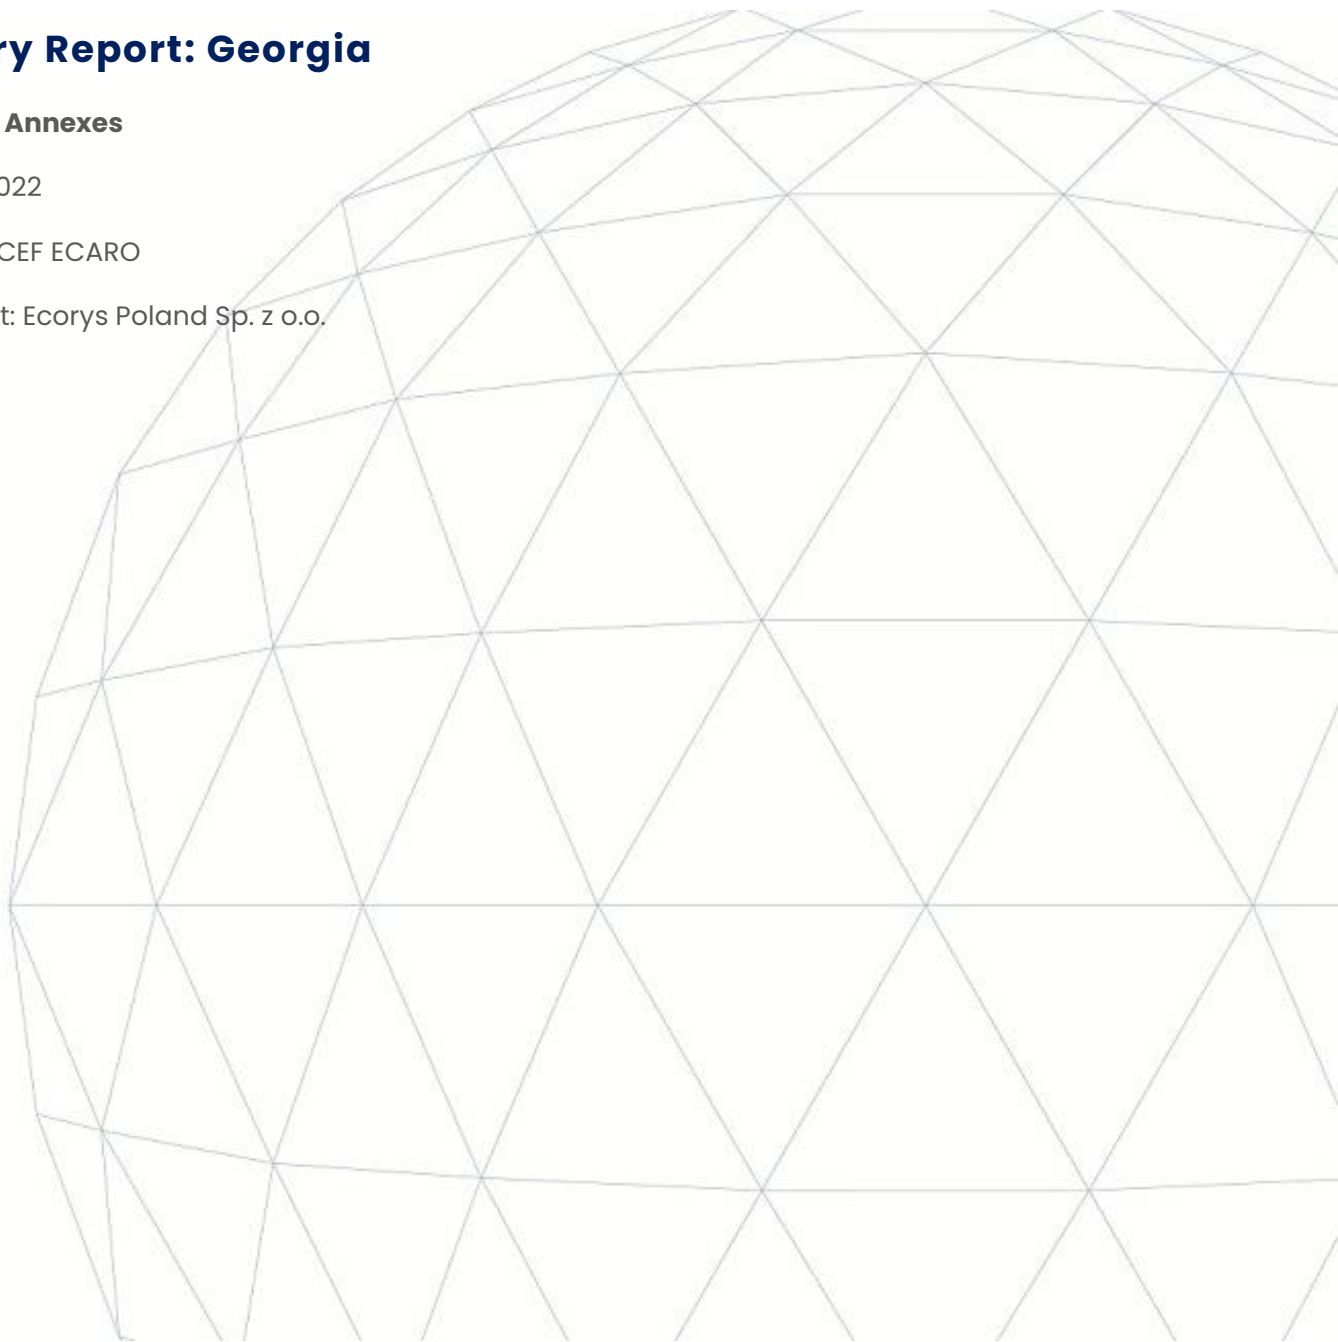 ry Report: Georgia
Annexes
022
CEF ECARO
t: Ecorys Poland Sp. z o.o.